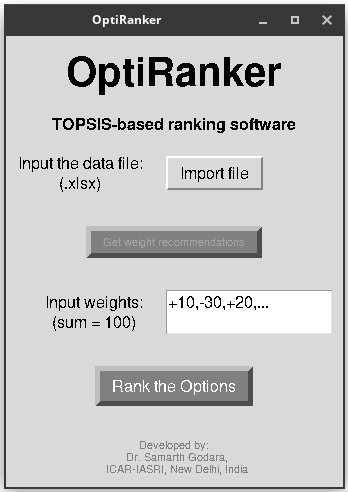 OptiRanker
OptiRanker
TOPSIS-based ranking software
Input the data file:
(.xlsx)
Import file
Get weight recommendations
Input weights:
(sum = 100)
+10,-30,+20,...
Rank the Options
Developed by:
Dr. Samarth Godara,
ICAR-IASRI, New Delhi, India